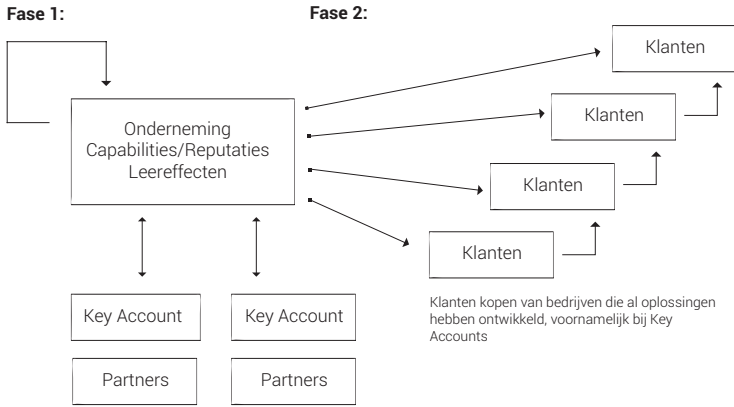 Fase 1:
Fase 2:
Klanten
Klanten
Klanten
Klanten
Onderneming
Capabilities/Reputaties
Leereffecten
Key Account
Key Account
Partners
Partners
Klanten kopen van bedrijven die al oplossingen
hebben ontwikkeld, voornamelijk bij Key
Accounts